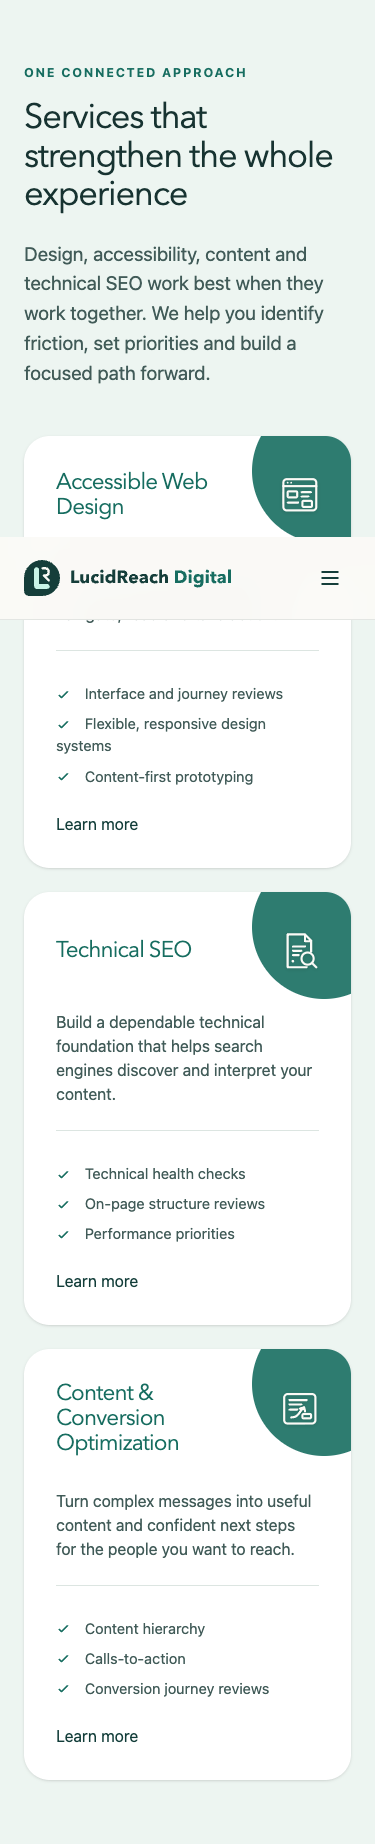 ONE CONNECTED APPROACH
Services that
strengthen the whole
experience
Design, accessibility, content and
technical SEO work best when they
work together. We help you identify
friction, set priorities and build a
focused path forward.
Accessible Web
Design
LucidReach Digital
Interface and journey reviews
Flexible, responsive design
systems
Content-first prototyping
Learn more
Technical SEO
Build a dependable technical
foundation that helps search
engines discover and interpret your
content.
Technical health checks
On-page structure reviews
Performance priorities
Learn more
Content &
Conversion
Optimization
Turn complex messages into useful
content and confident next steps
for the people you want to reach.
Content hierarchy
Calls-to-action
Conversion journey reviews
Learn more